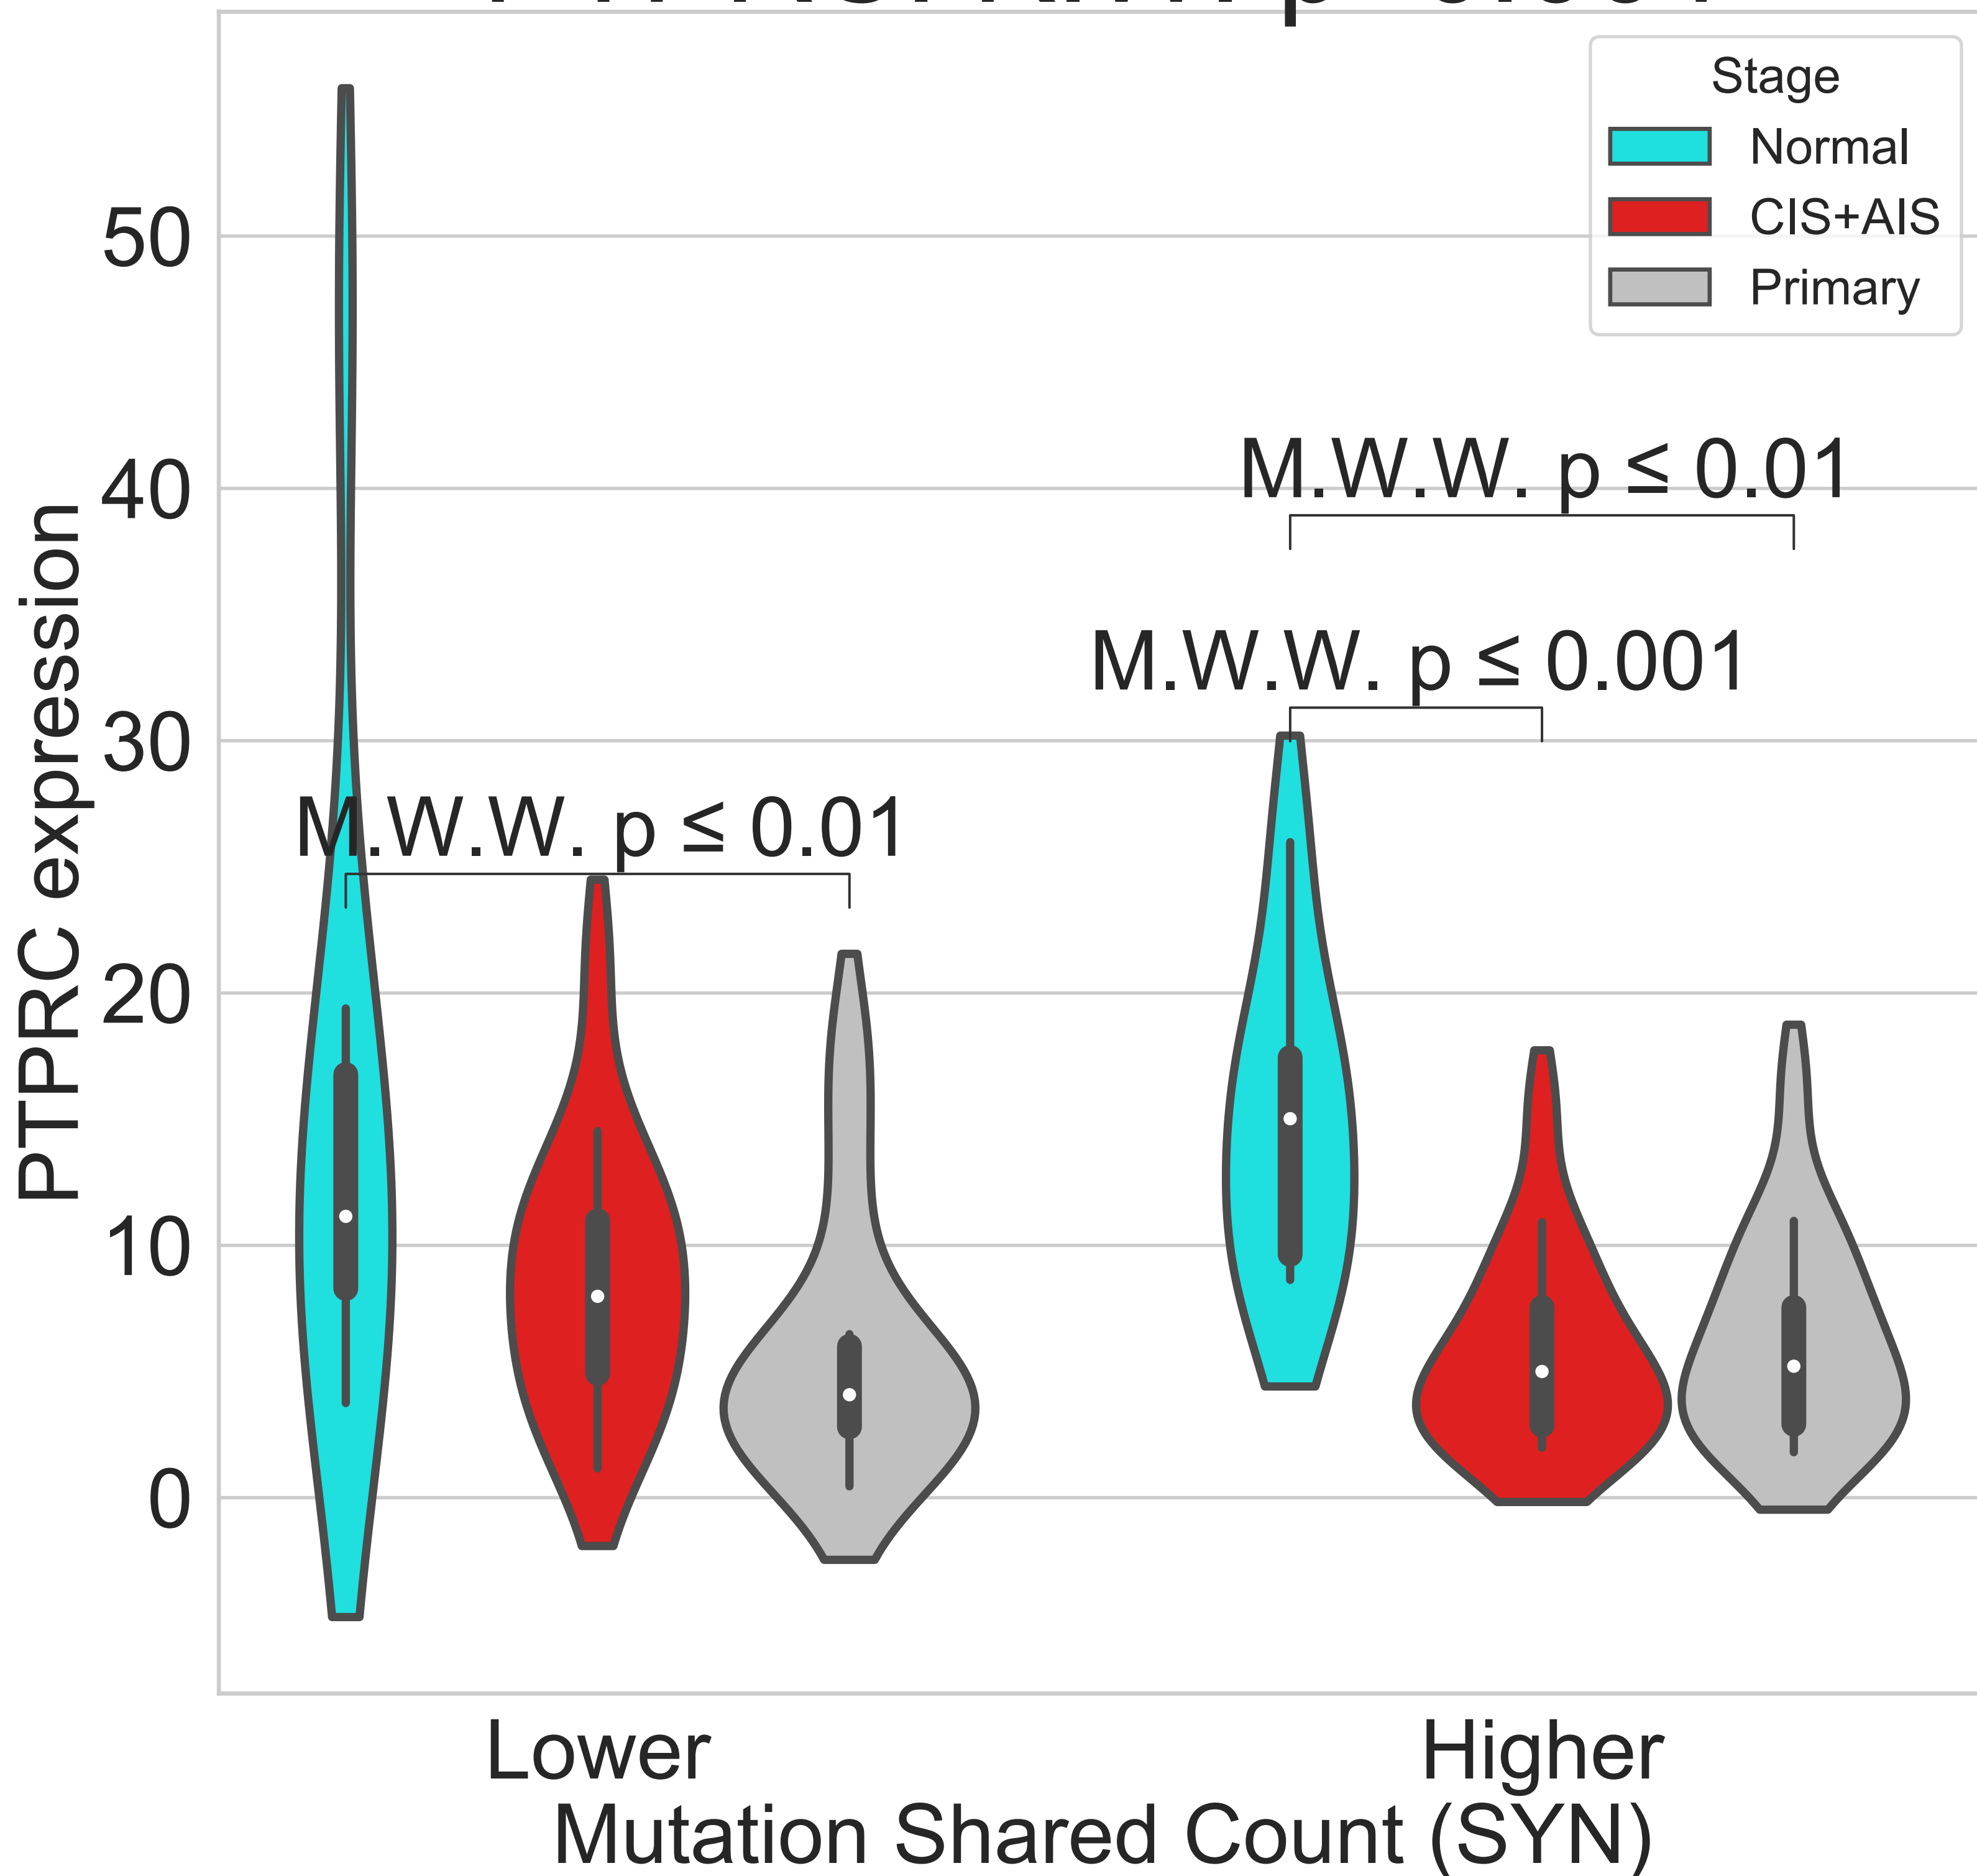 Stage
Normal
CIS+AIS
Primary
50
40
30
20
10
0
PTPRC expression
M.W.W. p ≤ 0.01
M.W.W. p ≤ 0.001
M.W.W. p ≤ 0.01
Lower
Higher
Mutation Shared Count (SYN)